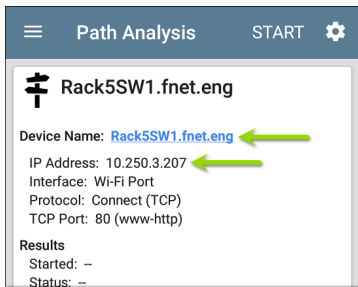 Path Analysis START
Rack5SW1.fnet.eng
Device Name: Rack5SW1.fnet.eng
IP Address: 10.250.3.207
Interface: Wi-Fi Port
Protocol: Connect (TCP)
TCP Port: 80 (www-http)
Results
Started: --
Status: --